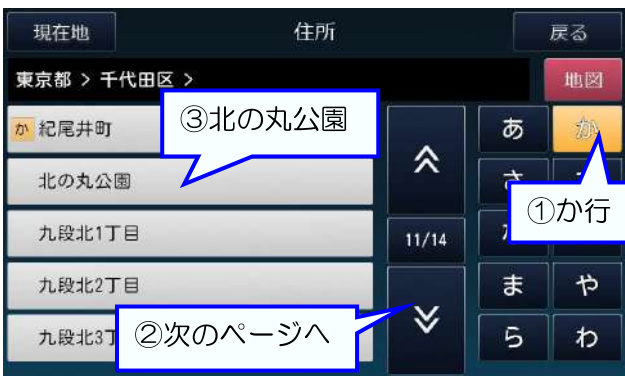 現在地
住所
戻る
東京都 > 千代田区 >
地図
か 紀尾井町
③北の丸公園
あ
か
北の丸公園
さ
①か行
九段北1丁目
11/14
九段北2丁目
ま
や
②次のページへ
九段北3丁
ら
わ